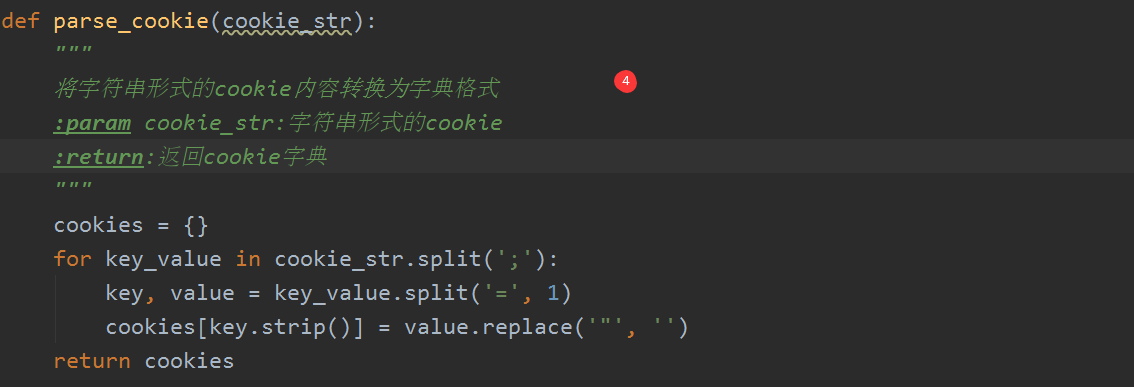 def parse_cookie(cookie_str):
"""
将字符串形式的cookie内容转换为字典格式
4
:param cookie_str:字符串形式的cookie
:return:返回cookie字典
"""
cookies = {}
for key_value in cookie_str.split(';'):
key, value = key_value.split('=', 1)
cookies[key.strip()] = value.replace('"', '')
return cookies